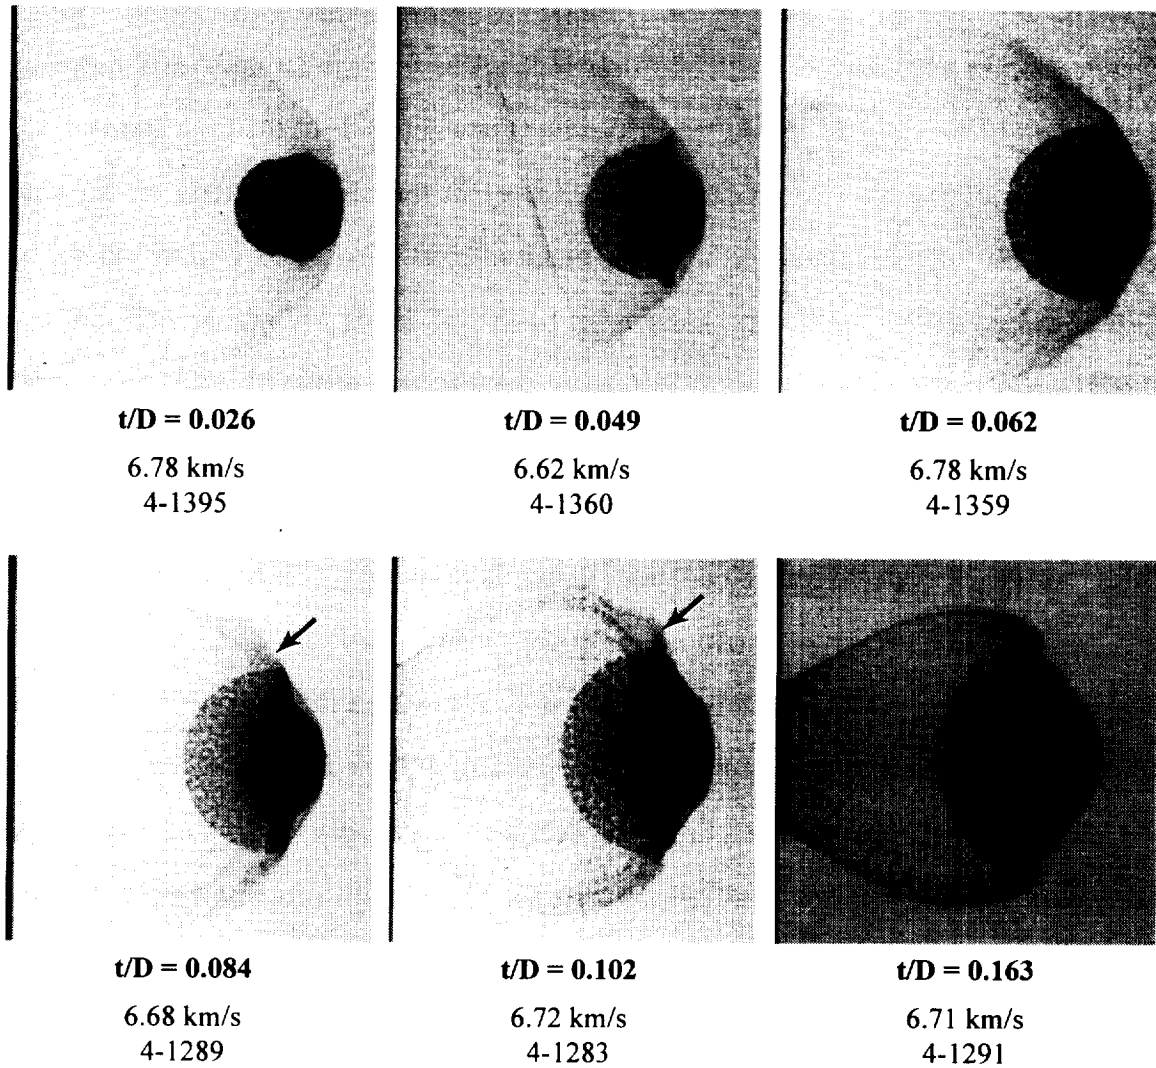 t/D = 0.026
6.78 km/s
4-1395
t/D = 0.049
6.62 km/s
4-1360
t/D = 0.062
6.78 km/s
4-1359
t/D = 0.084
6.68 km/s
4-1289
t/D = 0.102
6.72 km/s
4-1283
t/D = 0.163
6.71 km/s
4-1291